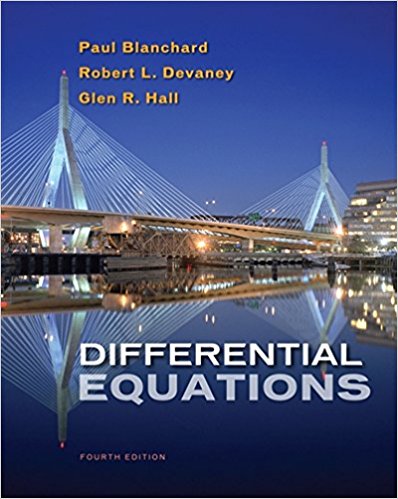 Paul Blanchard
Robert L. Devaney
Glen R. Hall
DIFFERENTIAL
EQUATIONS
FOURTH EDITION